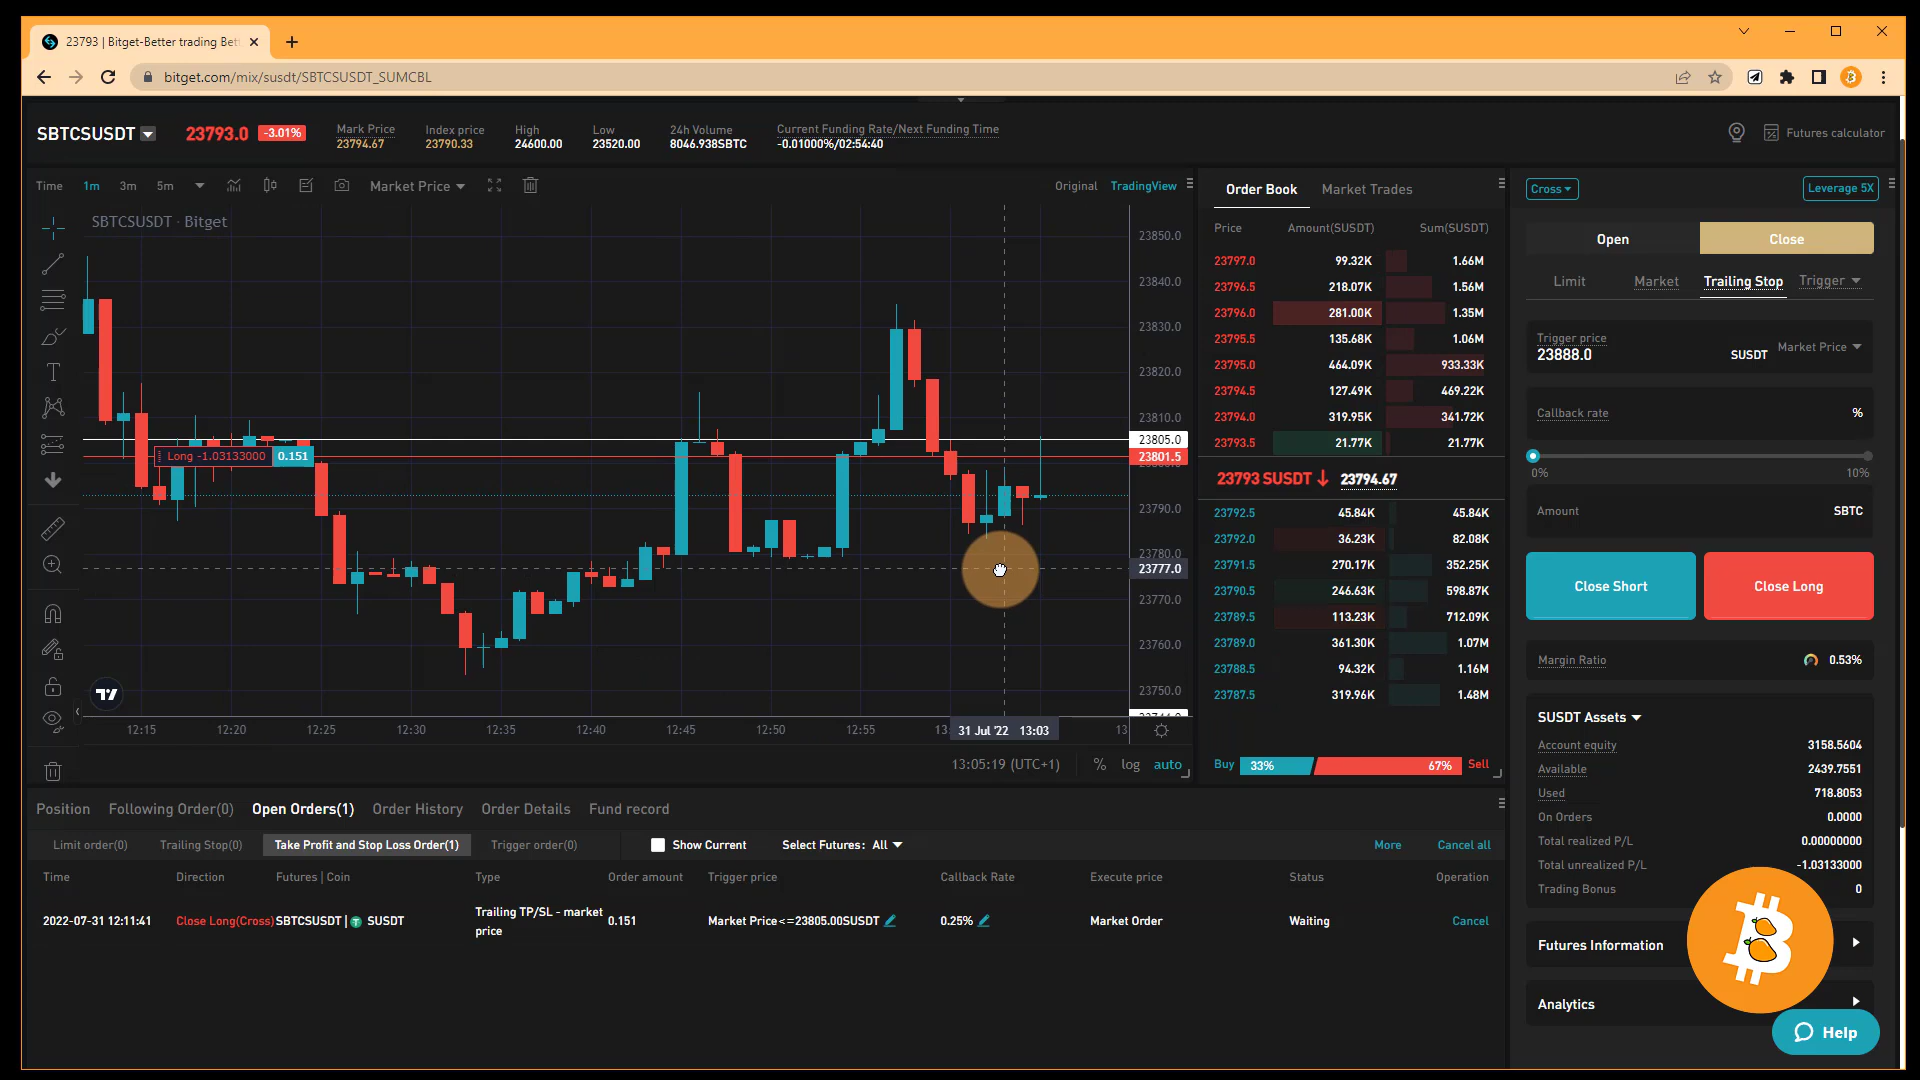 23793 | Bitget-Better trading Bet
bitget.com/mix/susdt/SBTCSUSDT_SUMCBL
SBTCSUSDT
23793.0
-3.01%
Mark Price
23794.67
Index price
23790.33
High
24600.00
Low
23520.00
24h Volume
8046.938SBTC
Current Funding Rate/Next Funding Time
-0.01000%/02:54:40
Futures calculator
Time 1m 3m 5m Market Price Original TradingView
SBTCSUSDT · Bitget
23850.0
23840.0
23830.0
23820.0
23810.0
23805.0
23801.5
23790.0
23780.0
23777.0
23770.0
23760.0
23750.0
Long -1.03133000 0.151
12:15 12:20 12:25 12:30 12:35 12:40 12:45 12:50 12:55 13: 31 Jul '22 13:03 13
13:05:19 (UTC+1) % log auto
Order Book Market Trades
Price Amount(SUSDT) Sum(SUSDT)
23797.0 99.32K 1.66M
23796.5 218.07K 1.56M
23796.0 281.00K 1.35M
23795.5 135.68K 1.06M
23795.0 464.09K 933.33K
23794.5 127.49K 469.22K
23794.0 319.95K 341.72K
23793.5 21.77K 21.77K
23793 SUSDT↓ 23794.67
23792.5 45.84K 45.84K
23792.0 36.23K 82.08K
23791.5 270.17K 352.25K
23790.5 246.63K 598.87K
23789.5 113.23K 712.09K
23789.0 361.30K 1.07M
23788.5 94.32K 1.16M
23787.5 319.96K 1.48M
Buy 33% 67% Sell
Cross Leverage 5X
Open Close
Limit Market Trailing Stop Trigger
Trigger price
23888.0 SUSDT Market Price
Callback rate %
0% 10%
Amount SBTC
Close Short Close Long
Margin Ratio 0.53%
SUSDT Assets
Account equity 3158.5604
Available 2439.7551
Used 718.8053
On Orders 0.0000
Total realized P/L 0.00000000
Total unrealized P/L -1.03133000
Trading Bonus 0
Futures Information
Analytics
Help
Position Following Order(0) Open Orders(1) Order History Order Details Fund record
Limit order(0) Trailing Stop(0) Take Profit and Stop Loss Order(1) Trigger order(0) Show Current Select Futures: All More Cancel all
Time Direction Futures | Coin Type Order amount Trigger price Callback Rate Execute price Status Operation
2022-07-31 12:11:41 Close Long(Cross) SBTCSUSDT | SUSDT Trailing TP/SL - market price 0.151 Market Price<=23805.00SUSDT 0.25% Market Order Waiting Cancel